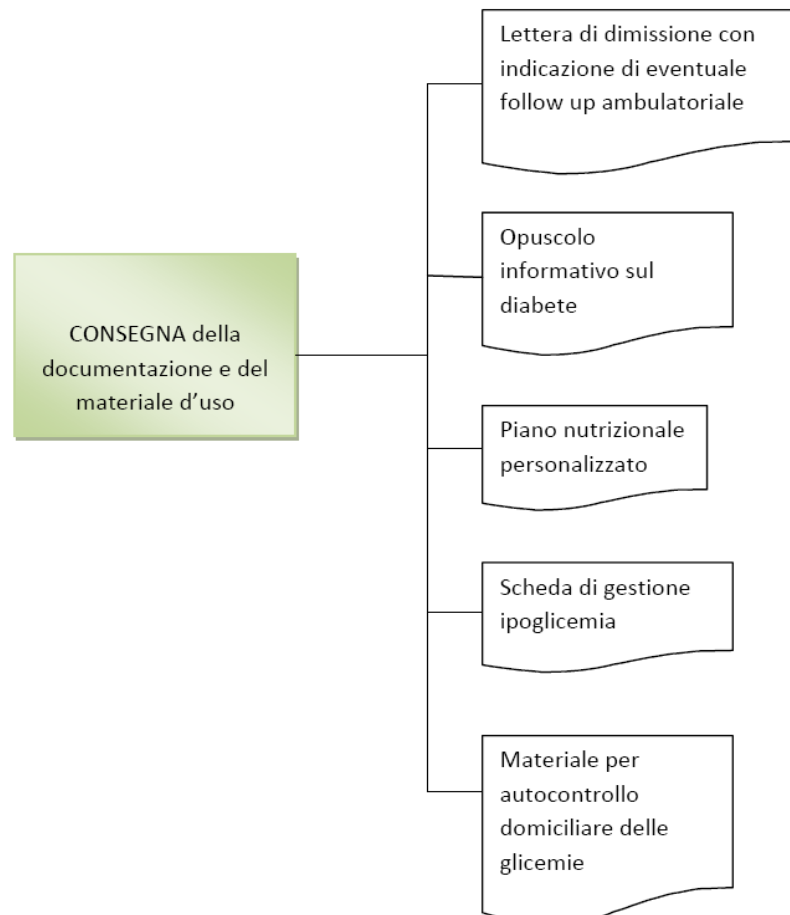 Lettera di dimissione con
indicazione di eventuale
follow up ambulatoriale
Opuscolo
informativo sul
diabete
CONSEGNA della
documentazione e del
materiale d’uso
Piano nutrizionale
personalizzato
Scheda di gestione
ipoglicemia
Materiale per
autocontrollo
domiciliare delle
glicemie